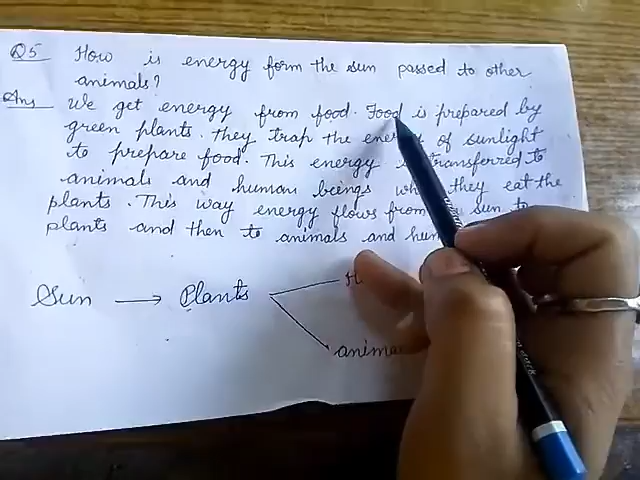 Q5 How is energy form the sun passed to other
animals?
Ans We get energy from food. Food is prepared by
green plants. They trap the energy of sunlight
to prepare food. This energy is transferred to
animals and human beings when they eat the
plants. This way energy flows from sun to
plants and then to animals and hum
Sun → Plants
H
anima